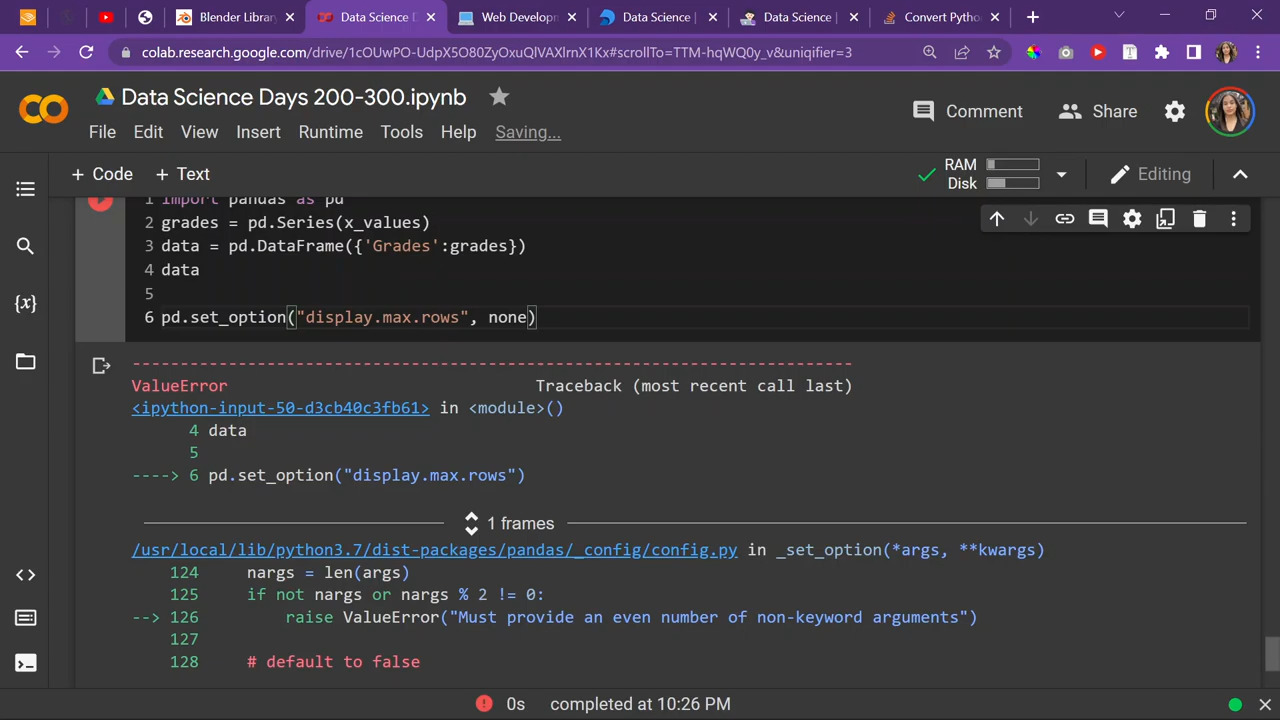 Blender Library
Data Science D
Web Developm
Data Science |
Data Science |
Convert Pytho
colab.research.google.com/drive/1cOUwPO-UdpX5O80ZyOxuQlVAXlrnX1Kx#scrollTo=TTM-hqWQ0y_v&uniqifier=3
Data Science Days 200-300.ipynb
Comment
Share
File Edit View Insert Runtime Tools Help Saving...
+ Code + Text
RAM
Disk
Editing
1 import pandas as pd
2 grades = pd.Series(x_values)
3 data = pd.DataFrame({'Grades':grades})
4 data
5
6 pd.set_option("display.max.rows", none)
{x}
---------------------------------------------------------------------------
ValueError Traceback (most recent call last)
<ipython-input-50-d3cb40c3fb61> in <module>()
4 data
5
----> 6 pd.set_option("display.max.rows")
1 frames
/usr/local/lib/python3.7/dist-packages/pandas/_config/config.py in _set_option(*args, **kwargs)
124 nargs = len(args)
125 if not nargs or nargs % 2 != 0:
--> 126 raise ValueError("Must provide an even number of non-keyword arguments")
127
128 # default to false
0s completed at 10:26 PM